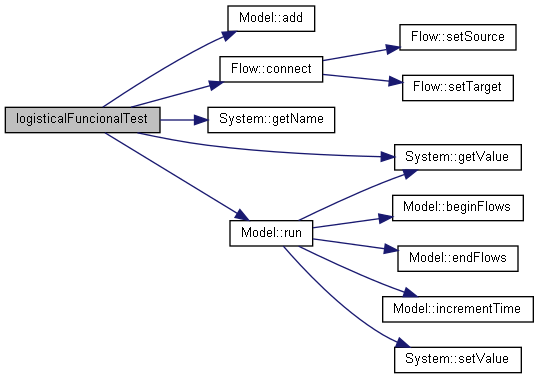 logisticalFuncionalTest
Model::add
Flow::connect
System::getName
Model::run
Flow::setSource
Flow::setTarget
System::getValue
Model::beginFlows
Model::endFlows
Model::incrementTime
System::setValue